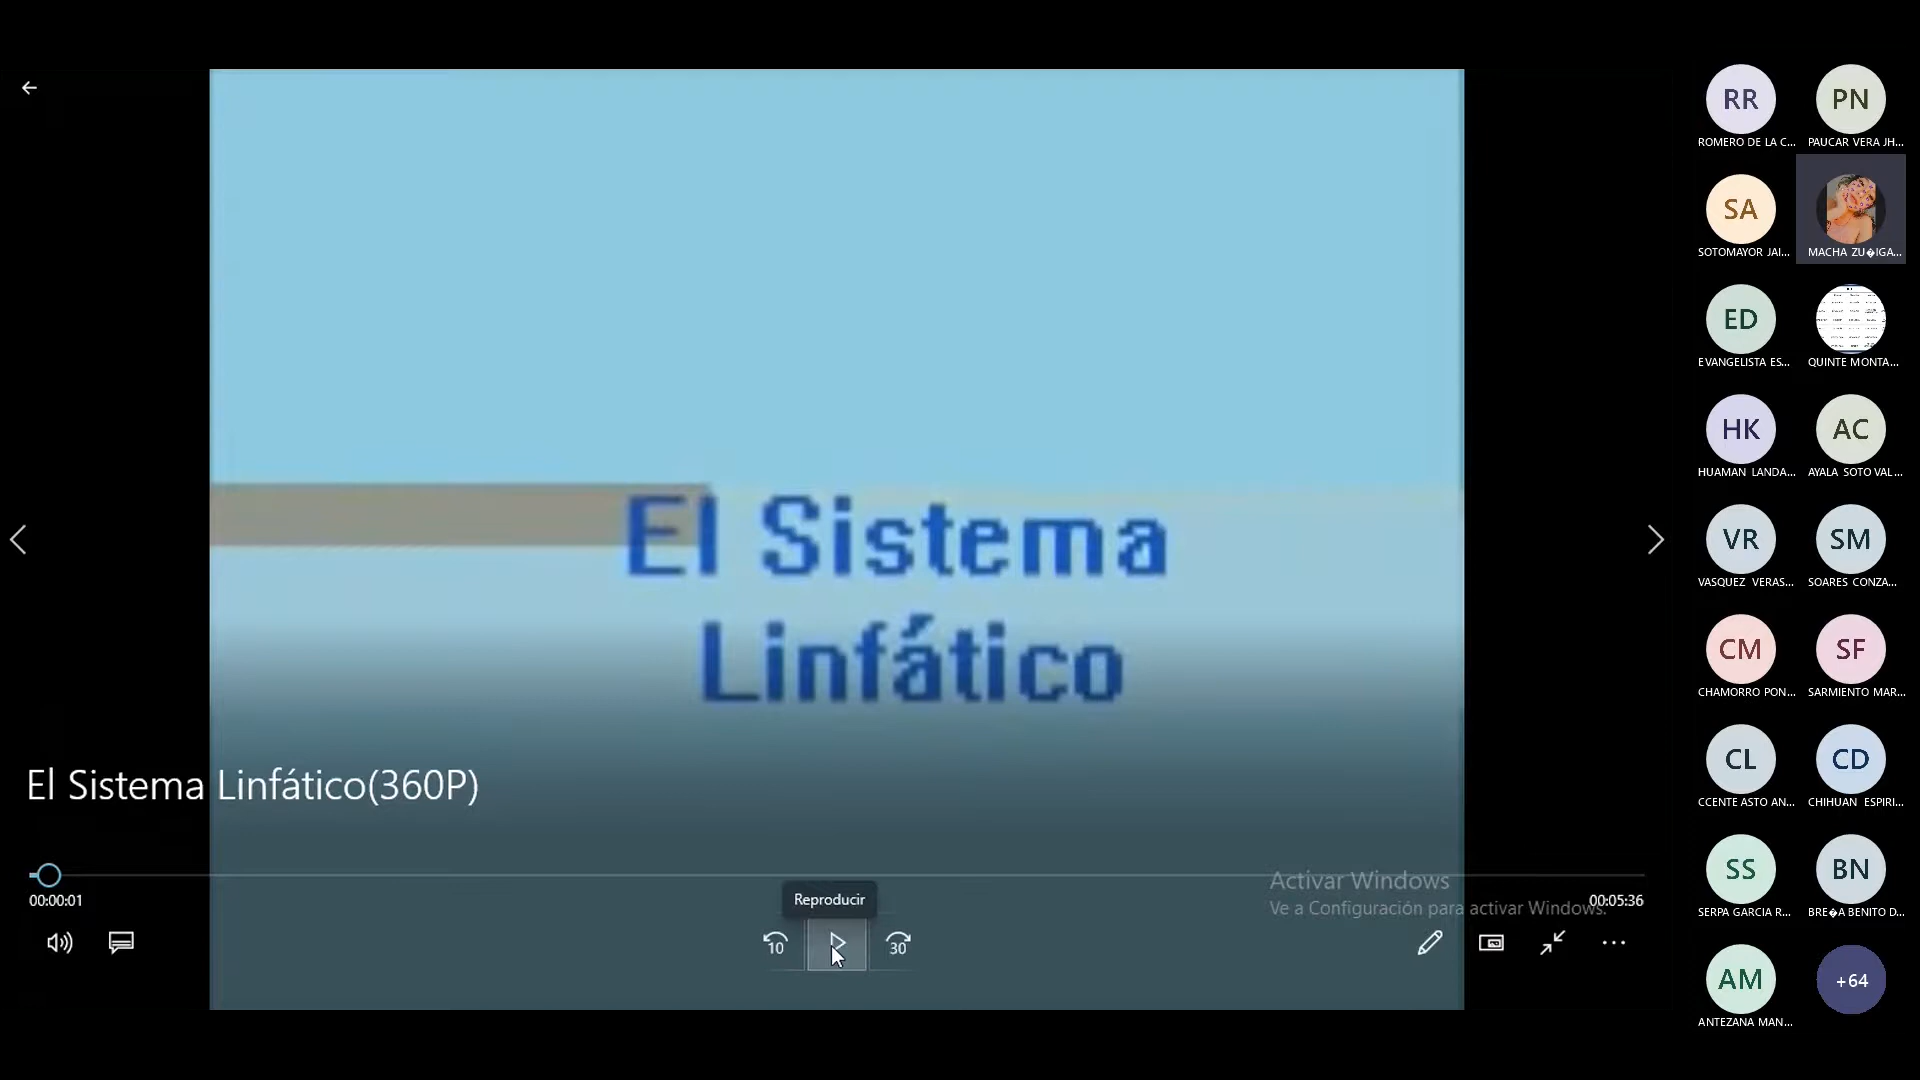 El Sistema
Linfático
El Sistema Linfático(360P)
00:00:01
Reproducir
10
30
Activar Windows
Ve a Configuración para activar Windows.
00:05:36
RR
ROMERO DE LA C...
PN
PAUCAR VERA JH...
SA
SOTOMAYOR JAI...
MACHA ZU�IGA...
ED
EVANGELISTA ES...
QUINTE MONTA...
HK
HUAMAN LANDA...
AC
AYALA SOTO VAL...
VR
VASQUEZ VERAS...
SM
SOARES CONZA...
CM
CHAMORRO PON...
SF
SARMIENTO MAR...
CL
CCENTE ASTO AN...
CD
CHIHUAN ESPIRI...
SS
SERPA GARCIA R...
BN
BRE�A BENITO D...
AM
ANTEZANA MAN...
+64